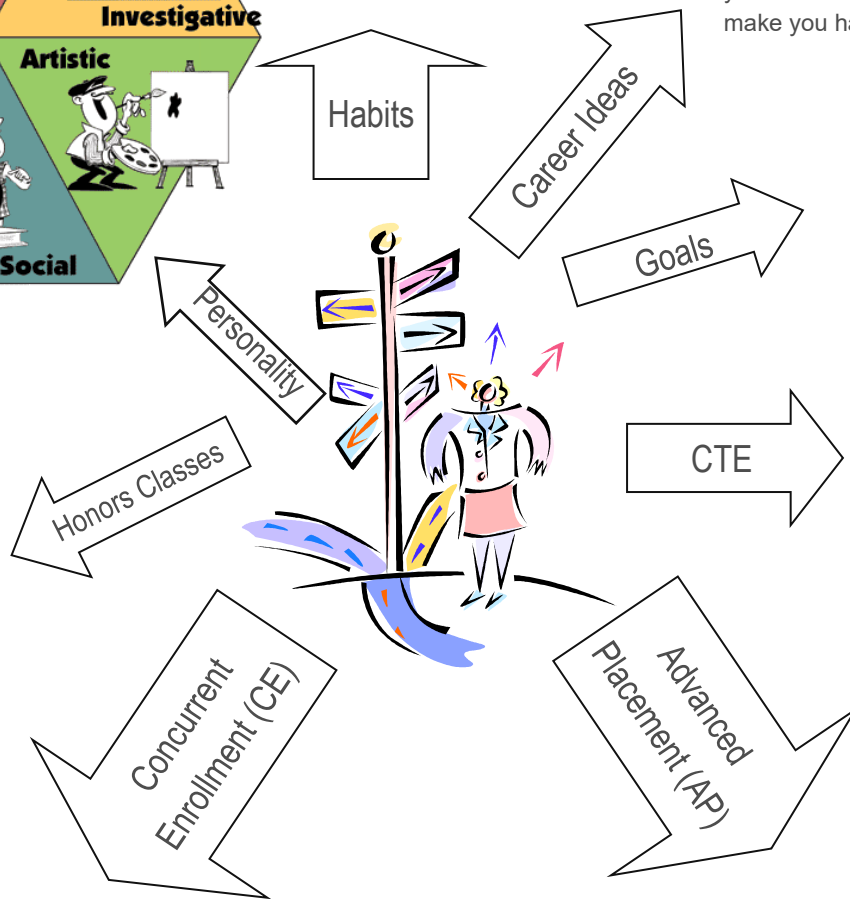 Investigative
Artistic
Social
make you ha
Habits
Career Ideas
Goals
Personality
CTE
Honors Classes
Concurrent
Enrollment (CE)
Advanced
Placement (AP)